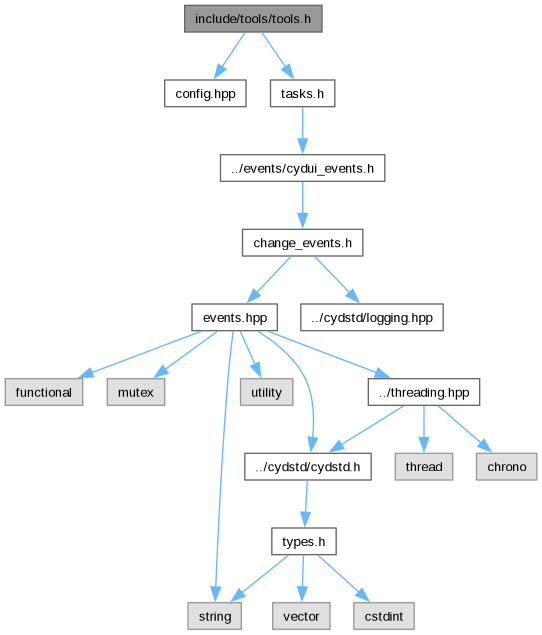 include/tools/tools.h
config.hpp
tasks.h
../events/cydui_events.h
change_events.h
events.hpp
../cydstd/logging.hpp
functional
mutex
utility
../threading.hpp
../cydstd/cydstd.h
thread
chrono
types.h
string
vector
cstdint